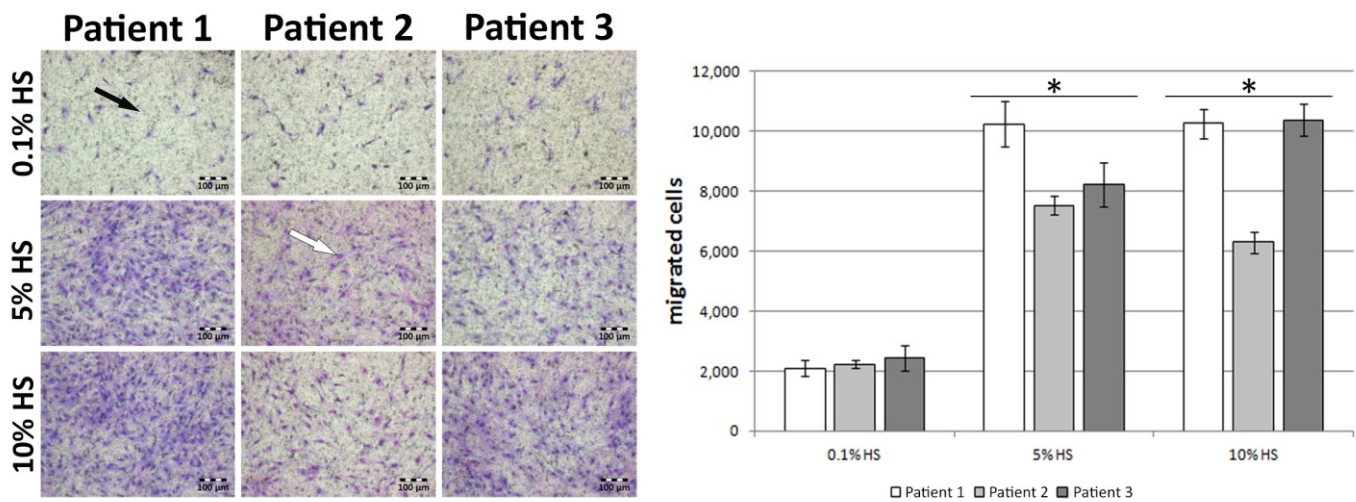 Patient 1 Patient 2 Patient 3
0.1% HS
100 µm 100 µm 100 µm
5% HS
100 µm 100 µm 100 µm
10% HS
100 µm 100 µm 100 µm
migrated cells
12,000
10,000
8,000
6,000
4,000
2,000
0
* *
0.1% HS 5% HS 10% HS
Patient 1 Patient 2 Patient 3